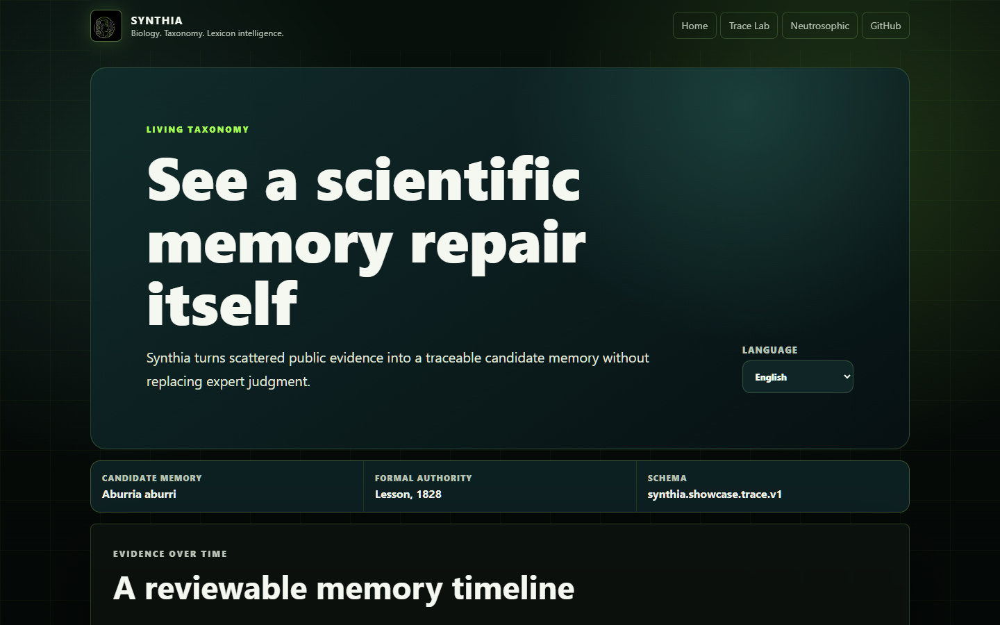 SYNTHIA
Biology. Taxonomy. Lexicon intelligence.
Home
Trace Lab
Neutrosophic
GitHub
LIVING TAXONOMY
See a scientific
memory repair
itself
Synthia turns scattered public evidence into a traceable candidate memory without
replacing expert judgment.
LANGUAGE
English
CANDIDATE MEMORY
Aburria aburri
FORMAL AUTHORITY
Lesson, 1828
SCHEMA
synthia.showcase.trace.v1
EVIDENCE OVER TIME
A reviewable memory timeline